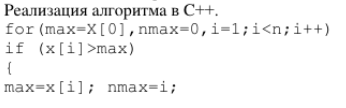 Реализация алгоритма в C++.
for(max=X[0],nmax=0,i=1;i<n;i++)
if (x[i]>max)
{
max=x[i]; nmax=i;